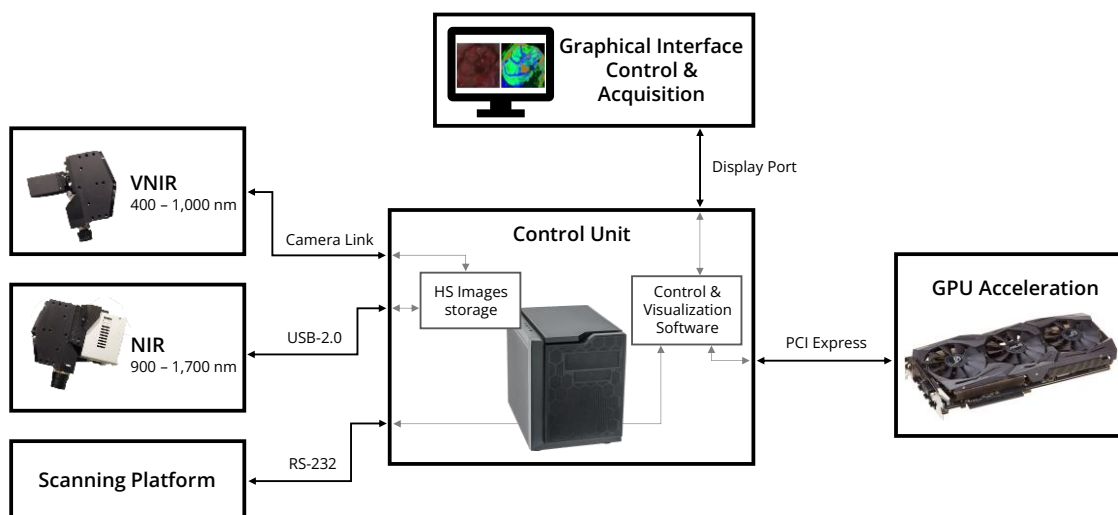 Graphical Interface
Control &
Acquisition
Display Port
VNIR
400 – 1,000 nm
Camera Link
NIR
900 – 1,700 nm
USB-2.0
Scanning Platform
RS-232
Control Unit
HS Images
storage
Control &
Visualization
Software
PCI Express
GPU Acceleration